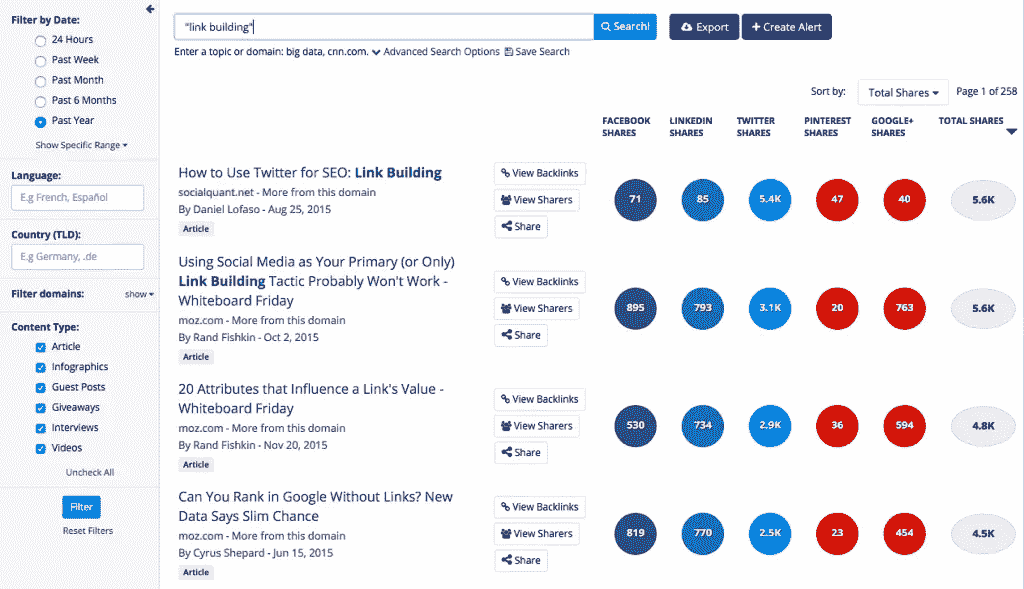 Filter by Date:
24 Hours
Past Week
Past Month
Past 6 Months
Past Year
Show Specific Range
Language:
E.g French, Español
Country (TLD):
E.g Germany, .de
Filter domains: show
Content Type:
Article
Infographics
Guest Posts
Giveaways
Interviews
Videos
Uncheck All
Filter
Reset Filters
"link building"
Search!
Export
+ Create Alert
Enter a topic or domain: big data, cnn.com. Advanced Search Options Save Search
Sort by: Total Shares Page 1 of 258
FACEBOOK SHARES
LINKEDIN SHARES
TWITTER SHARES
PINTEREST SHARES
GOOGLE+ SHARES
TOTAL SHARES
How to Use Twitter for SEO: Link Building
socialquant.net - More from this domain
By Daniel Lofaso - Aug 25, 2015
Article
View Backlinks
View Sharers
Share
71 85 5.4K 47 40 5.6K
Using Social Media as Your Primary (or Only)
Link Building Tactic Probably Won't Work -
Whiteboard Friday
moz.com - More from this domain
By Rand Fishkin - Oct 2, 2015
Article
View Backlinks
View Sharers
Share
895 793 3.1K 20 763 5.6K
20 Attributes that Influence a Link's Value -
Whiteboard Friday
moz.com - More from this domain
By Rand Fishkin - Nov 20, 2015
Article
View Backlinks
View Sharers
Share
530 734 2.9K 36 594 4.8K
Can You Rank in Google Without Links? New
Data Says Slim Chance
moz.com - More from this domain
By Cyrus Shepard - Jun 15, 2015
Article
View Backlinks
View Sharers
Share
819 770 2.5K 23 454 4.5K